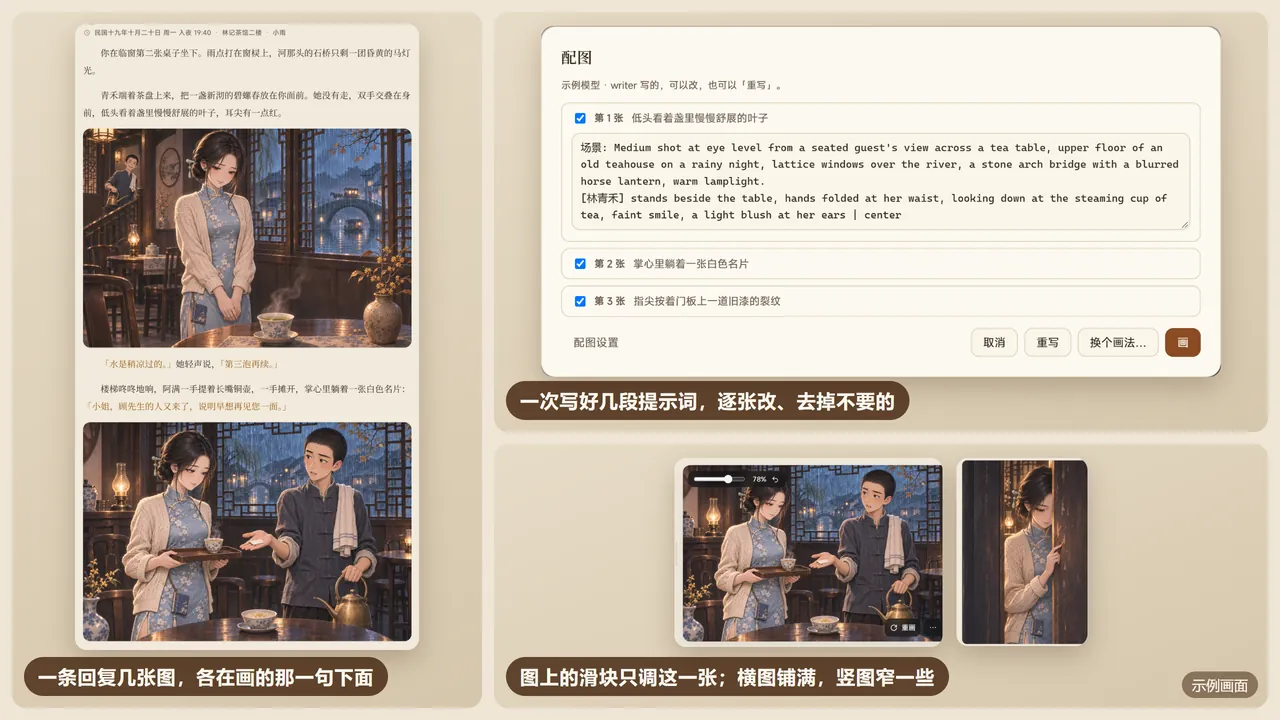 民国十九年十月二十日 周一 入夜 19:40 · 林记茶馆二楼 · 小雨
你在临窗第二张桌子坐下。雨点打在窗棂上，河那头的石桥只剩一团昏黄的马灯
光。
青禾端着茶盘上来，把一盏新沏的碧螺春放在你面前。她没有走，双手交叠在身
前，低头看着盏里慢慢舒展的叶子，耳尖有一点红。
「水是稍凉过的。」她轻声说，「第三泡再续。」
楼梯咚咚地响，阿满一手提着长嘴铜壶，一手摊开，掌心里躺着一张白色名片：
「小姐，顾先生的人又来了，说明早想再见您一面。」
一条回复几张图，各在画的那一句下面
配图
示例模型 · writer 写的，可以改，也可以「重写」。
第 1 张 低头看着盏里慢慢舒展的叶子
场景: Medium shot at eye level from a seated guest's view across a tea table, upper floor of an
old teahouse on a rainy night, lattice windows over the river, a stone arch bridge with a blurred
horse lantern, warm lamplight.
[林青禾] stands beside the table, hands folded at her waist, looking down at the steaming cup of
tea, faint smile, a light blush at her ears | center
第 2 张 掌心里躺着一张白色名片
第 3 张 指尖按着门板上一道旧漆的裂纹
配图设置 取消 重写 换个画法… 画
一次写好几段提示词，逐张改、去掉不要的
78%
重画 …
图上的滑块只调这一张；横图铺满，竖图窄一些
示例画面